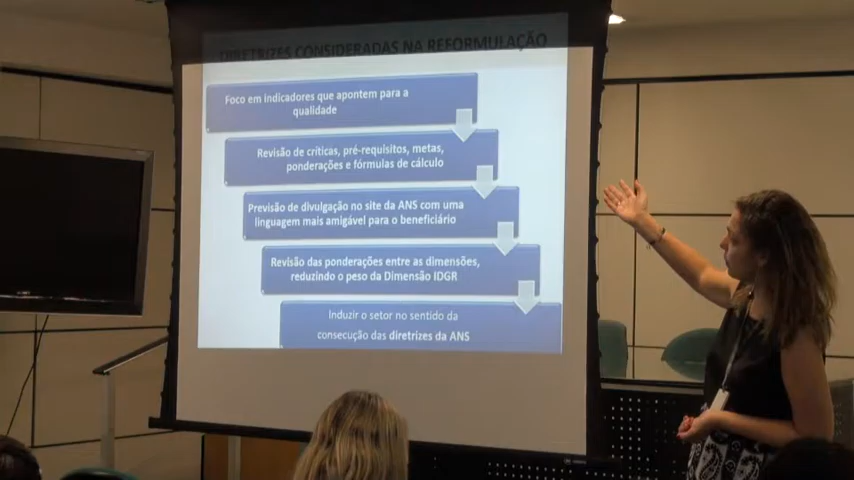 DIRETRIZES CONSIDERADAS NA REFORMULAÇÃO
Foco em indicadores que apontem para a
qualidade
Revisão de críticas, pré-requisitos, metas,
ponderações e fórmulas de cálculo
Previsão de divulgação no site da ANS com uma
linguagem mais amigável para o beneficiário
Revisão das ponderações entre as dimensões,
reduzindo o peso da Dimensão IDGR
Induzir o setor no sentido da
consecução das diretrizes da ANS